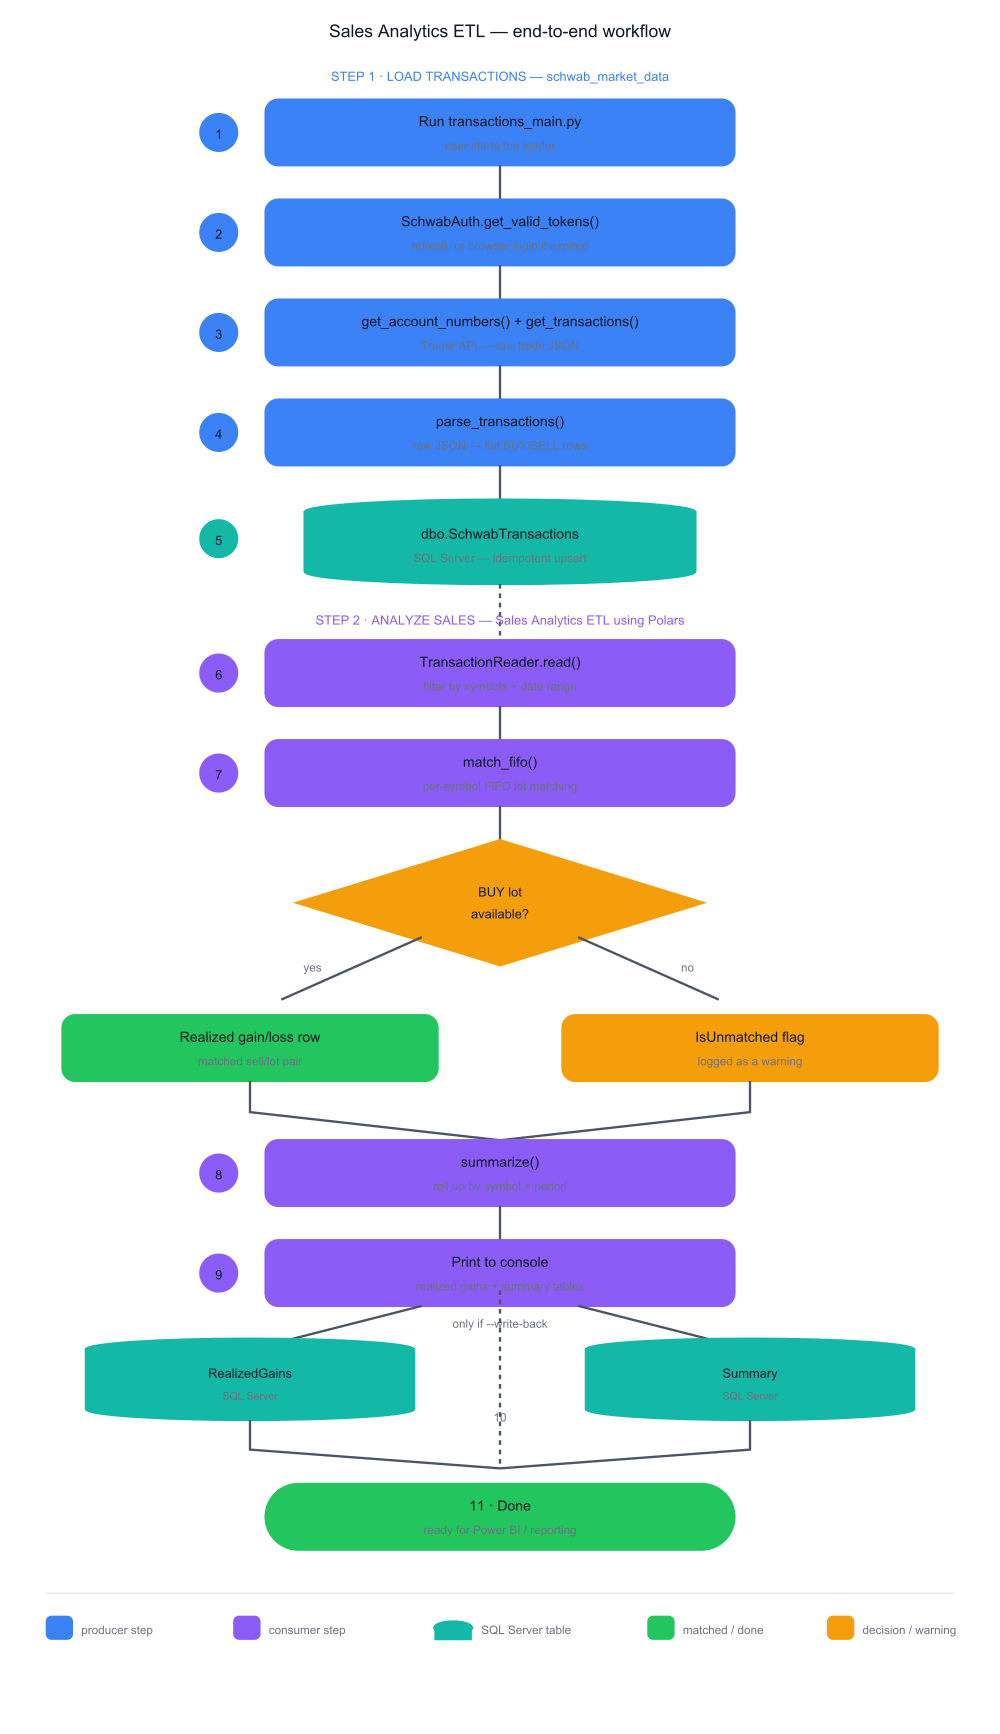 Sales Analytics ETL — end-to-end workflow
STEP 1 · LOAD TRANSACTIONS — schwab_market_data
1
Run transactions_main.py
user starts the loader
2
SchwabAuth.get_valid_tokens()
refresh, or browser login if expired
3
get_account_numbers() + get_transactions()
Trader API — raw trade JSON
4
parse_transactions()
raw JSON → flat BUY/SELL rows
5
dbo.SchwabTransactions
SQL Server — idempotent upsert
STEP 2 · ANALYZE SALES — Sales Analytics ETL using Polars
6
TransactionReader.read()
filter by symbols + date range
7
match_fifo()
per-symbol FIFO lot matching
BUY lot
available?
yes
no
Realized gain/loss row
matched sell/lot pair
IsUnmatched flag
logged as a warning
8
summarize()
roll up by symbol + period
9
Print to console
realized gains + summary tables
only if --write-back
RealizedGains
SQL Server
Summary
SQL Server
10
11 · Done
ready for Power BI / reporting
producer step
consumer step
SQL Server table
matched / done
decision / warning